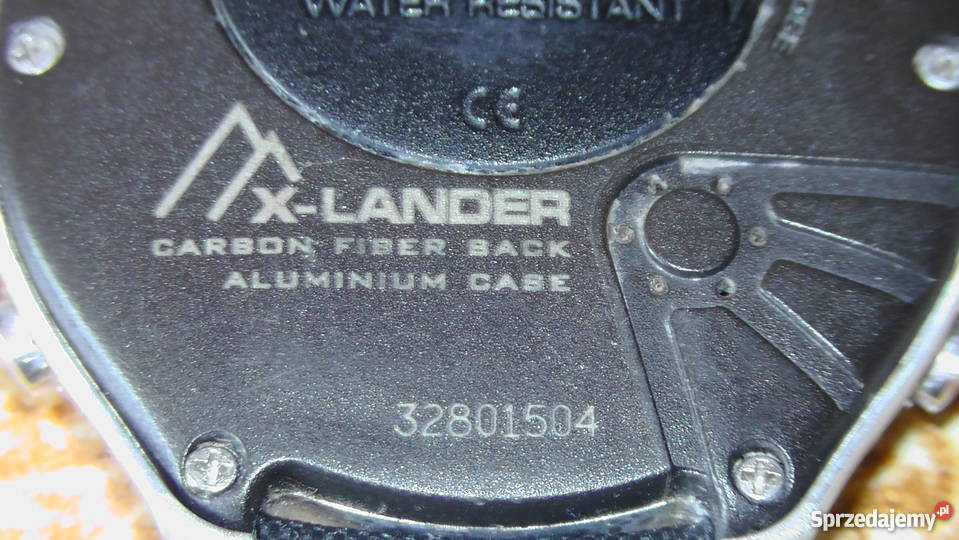 WATER RESISTANT
CE
X-LANDER
CARBON FIBER BACK
ALUMINIUM CASE
32801504
Sprzedajemy.pl